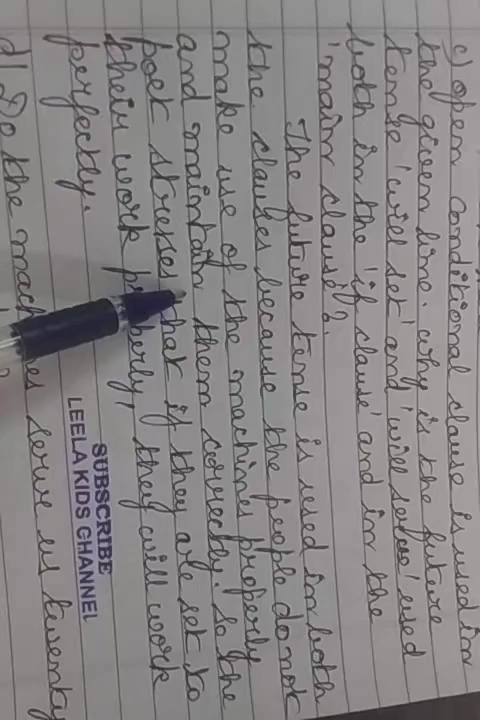 c) open conditional clause is used in
the given line. why is the future
tense 'will set' and 'will serve' used
both in the 'if clause' and in the
'main clause'?
The future tense is used in both
the clauses because the people do not
make use of the machines properly
and maintain them correctly. So the
poet stresses that if they are set to
their work properly, they will work
perfectly.
SUBSCRIBE
LEELA KIDS CHANNEL
d) Do the machines serve us twenty